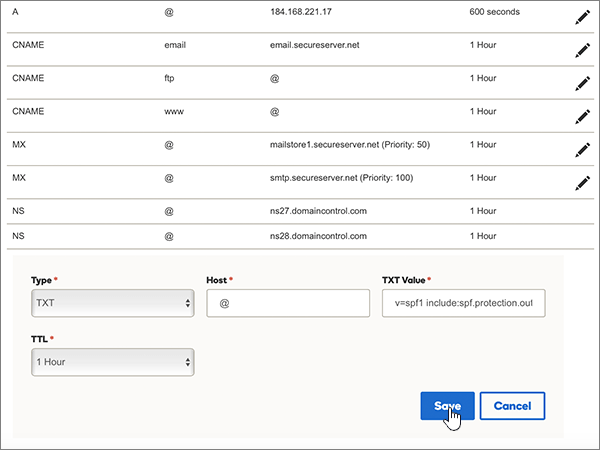 A @ 184.168.221.17 600 seconds
CNAME email email.secureserver.net 1 Hour
CNAME ftp @ 1 Hour
CNAME www @ 1 Hour
MX @ mailstore1.secureserver.net (Priority: 50) 1 Hour
MX @ smtp.secureserver.net (Priority: 100) 1 Hour
NS @ ns27.domaincontrol.com 1 Hour
NS @ ns28.domaincontrol.com 1 Hour
Type * Host * TXT Value *
TXT @ v=spf1 include:spf.protection.out
TTL *
1 Hour
Save Cancel